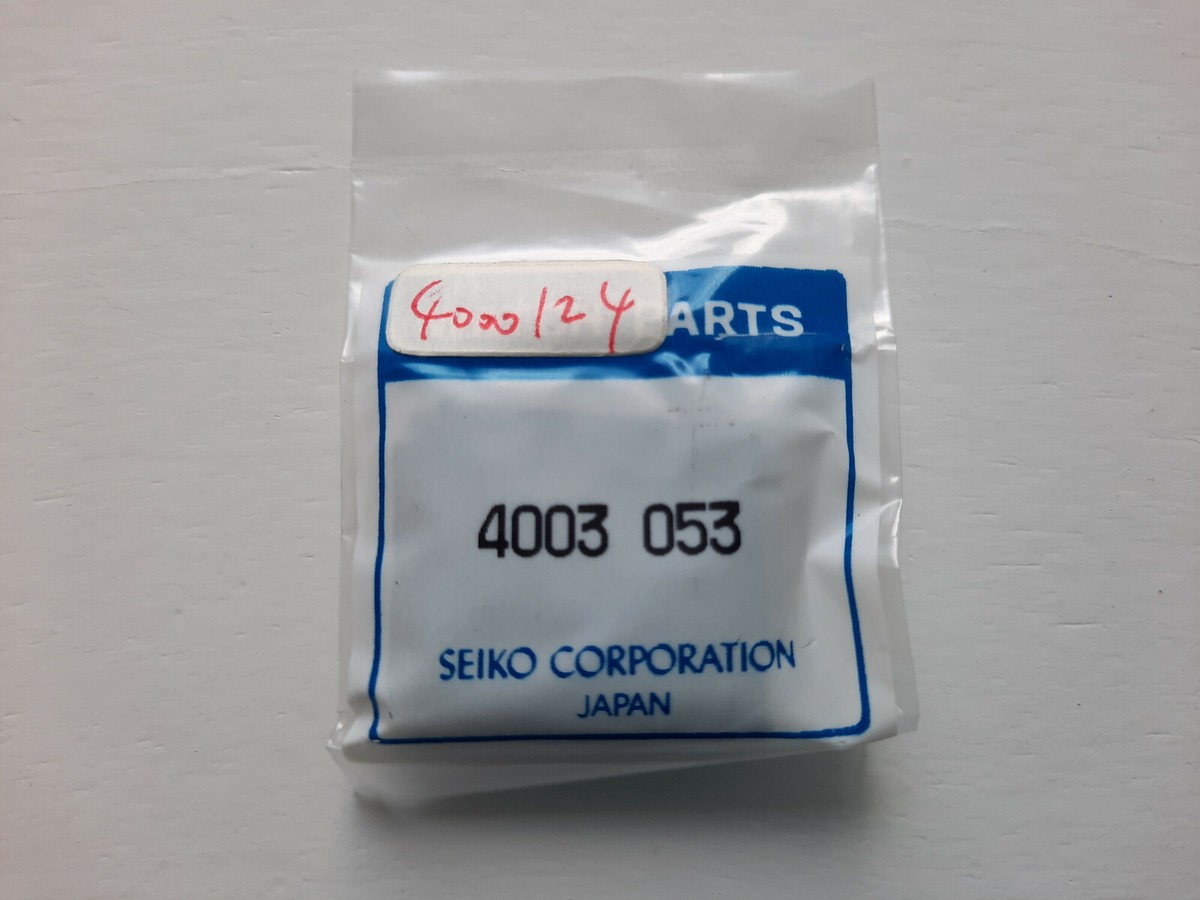 4000124
ARTS
4003 053
SEIKO CORPORATION
JAPAN